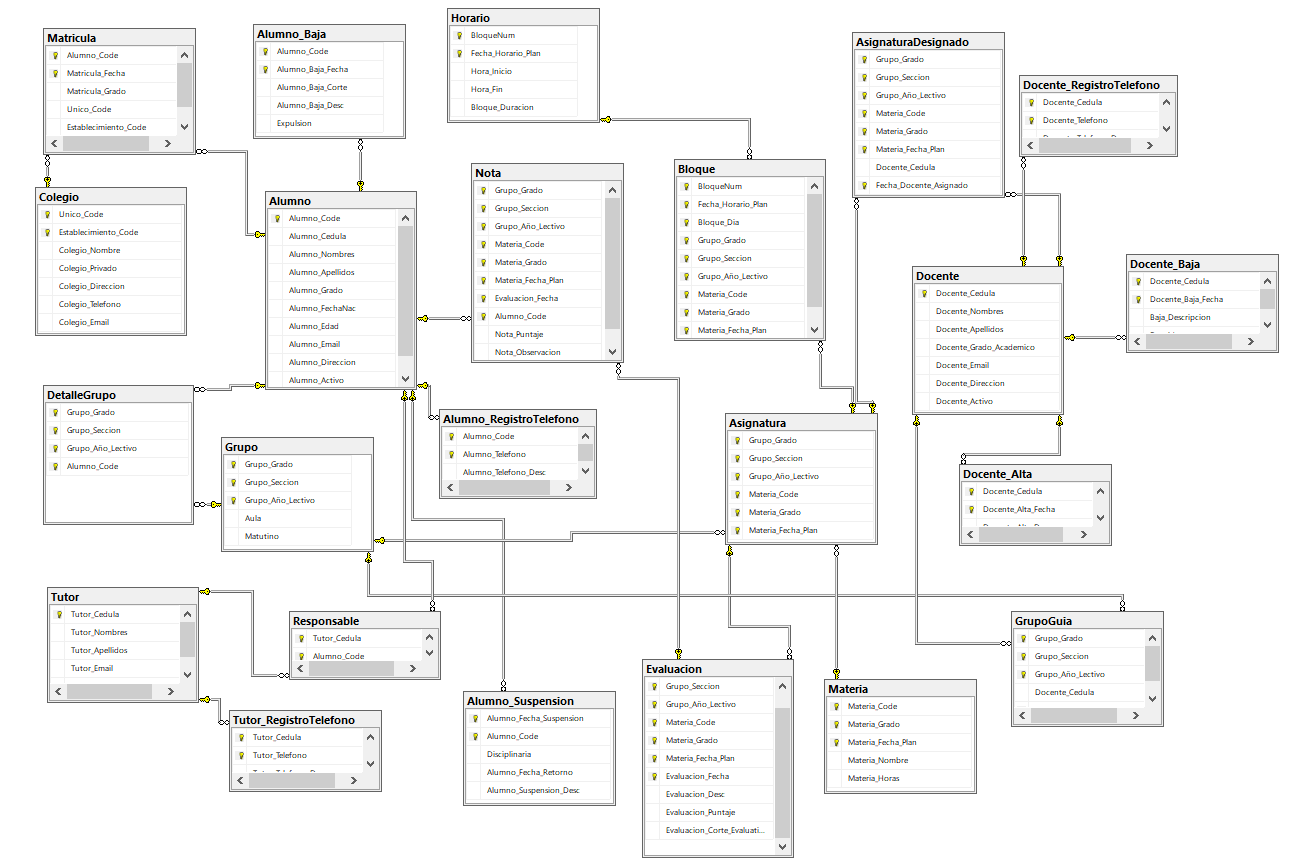 Matricula
Alumno_Code
Matricula_Fecha
Matricula_Grado
Unico_Code
Establecimiento_Code
Alumno_Baja
Alumno_Code
Alumno_Baja_Fecha
Alumno_Baja_Corte
Alumno_Baja_Desc
Expulsion
Horario
BloqueNum
Fecha_Horario_Plan
Hora_Inicio
Hora_Fin
Bloque_Duracion
AsignaturaDesignado
Grupo_Grado
Grupo_Seccion
Grupo_Año_Lectivo
Materia_Code
Materia_Grado
Materia_Fecha_Plan
Docente_Cedula
Fecha_Docente_Asignado
Docente_RegistroTelefono
Docente_Cedula
Docente_Telefono
Colegio
Unico_Code
Establecimiento_Code
Colegio_Nombre
Colegio_Privado
Colegio_Direccion
Colegio_Telefono
Colegio_Email
Alumno
Alumno_Code
Alumno_Cedula
Alumno_Nombres
Alumno_Apellidos
Alumno_Grado
Alumno_FechaNac
Alumno_Edad
Alumno_Email
Alumno_Direccion
Alumno_Activo
Nota
Grupo_Grado
Grupo_Seccion
Grupo_Año_Lectivo
Materia_Code
Materia_Grado
Materia_Fecha_Plan
Evaluacion_Fecha
Alumno_Code
Nota_Puntaje
Nota_Observacion
Bloque
BloqueNum
Fecha_Horario_Plan
Bloque_Dia
Grupo_Grado
Grupo_Seccion
Grupo_Año_Lectivo
Materia_Code
Materia_Grado
Materia_Fecha_Plan
Docente
Docente_Cedula
Docente_Nombres
Docente_Apellidos
Docente_Grado_Academico
Docente_Email
Docente_Direccion
Docente_Activo
Docente_Baja
Docente_Cedula
Docente_Baja_Fecha
Baja_Descripcion
DetalleGrupo
Grupo_Grado
Grupo_Seccion
Grupo_Año_Lectivo
Alumno_Code
Grupo
Grupo_Grado
Grupo_Seccion
Grupo_Año_Lectivo
Aula
Matutino
Alumno_RegistroTelefono
Alumno_Code
Alumno_Telefono
Alumno_Telefono_Desc
Asignatura
Grupo_Grado
Grupo_Seccion
Grupo_Año_Lectivo
Materia_Code
Materia_Grado
Materia_Fecha_Plan
Docente_Alta
Docente_Cedula
Docente_Alta_Fecha
Tutor
Tutor_Cedula
Tutor_Nombres
Tutor_Apellidos
Tutor_Email
Responsable
Tutor_Cedula
Alumno_Code
GrupoGuia
Grupo_Grado
Grupo_Seccion
Grupo_Año_Lectivo
Docente_Cedula
Tutor_RegistroTelefono
Tutor_Cedula
Tutor_Telefono
Alumno_Suspension
Alumno_Fecha_Suspension
Alumno_Code
Disciplinaria
Alumno_Fecha_Retorno
Alumno_Suspension_Desc
Evaluacion
Grupo_Seccion
Grupo_Año_Lectivo
Materia_Code
Materia_Grado
Materia_Fecha_Plan
Evaluacion_Fecha
Evaluacion_Desc
Evaluacion_Puntaje
Evaluacion_Corte_Evaluati...
Materia
Materia_Code
Materia_Grado
Materia_Fecha_Plan
Materia_Nombre
Materia_Horas